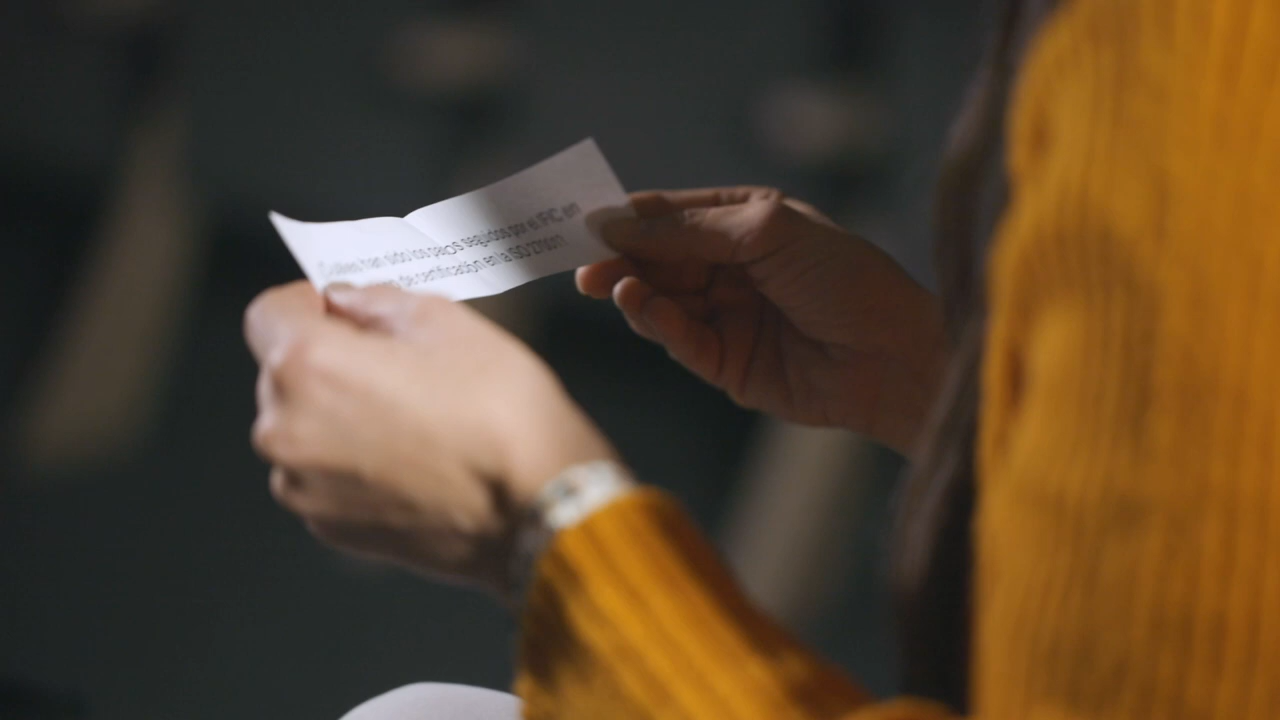 ¿Cuáles han sido los pasos seguidos por el IFIC en
de certificación en la ISO 27001?